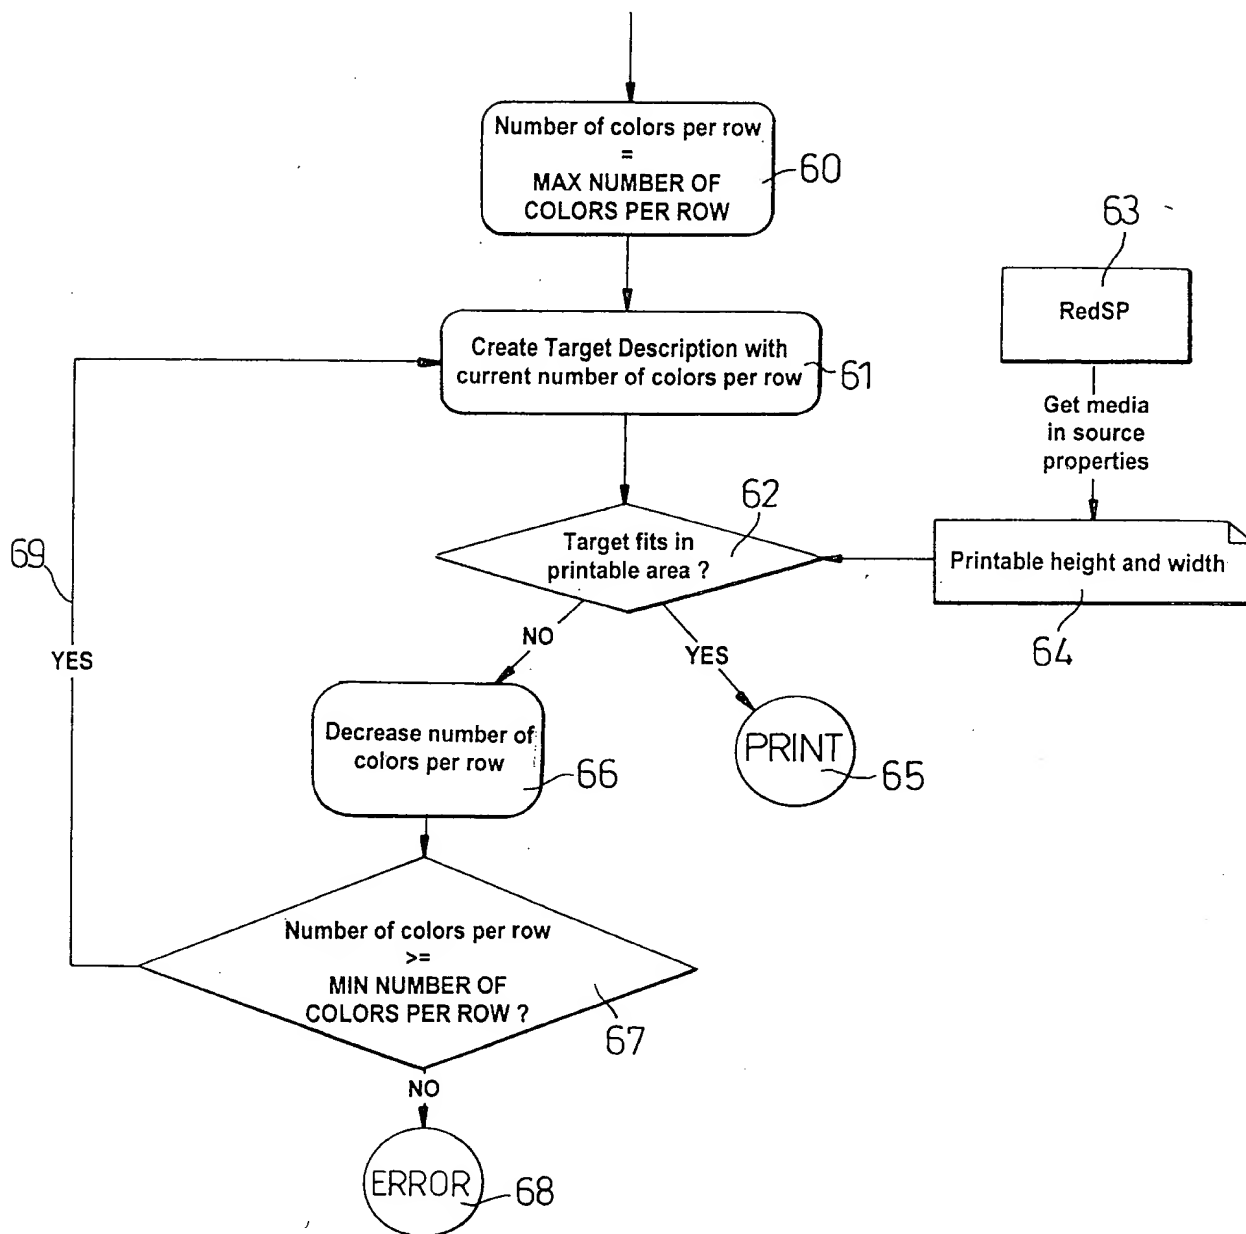 Number of colors per row
=
MAX NUMBER OF
COLORS PER ROW
60
63
RedSP
Create Target Description with
current number of colors per row
61
Get media
in source
properties
62
Target fits in
printable area ?
Printable height and width
64
69
NO
YES
YES
Decrease number of
colors per row
66
PRINT
65
Number of colors per row
>=
MIN NUMBER OF
COLORS PER ROW ?
67
NO
ERROR
68